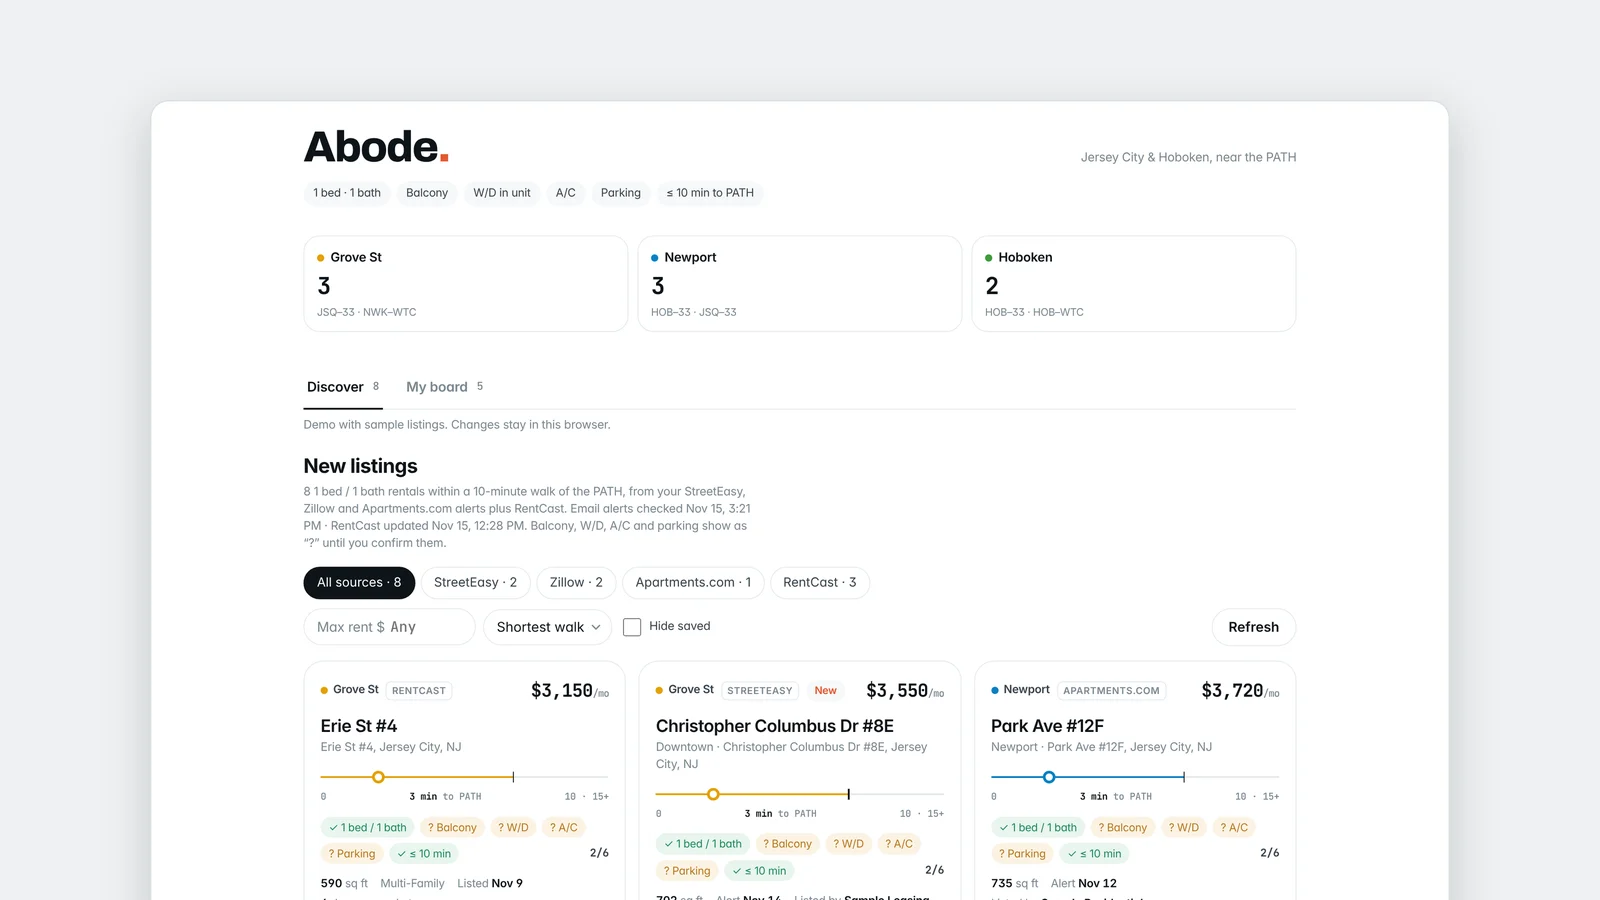 Abode.
Jersey City & Hoboken, near the PATH
1 bed · 1 bath
Balcony
W/D in unit
A/C
Parking
≤ 10 min to PATH
Grove St
3
JSQ–33 · NWK–WTC
Newport
3
HOB–33 · JSQ–33
Hoboken
2
HOB–33 · HOB–WTC
Discover 8
My board 5
Demo with sample listings. Changes stay in this browser.
New listings
8 1 bed / 1 bath rentals within a 10-minute walk of the PATH, from your StreetEasy,
Zillow and Apartments.com alerts plus RentCast. Email alerts checked Nov 15, 3:21
PM · RentCast updated Nov 15, 12:28 PM. Balcony, W/D, A/C and parking show as
“?” until you confirm them.
All sources · 8
StreetEasy · 2
Zillow · 2
Apartments.com · 1
RentCast · 3
Max rent $ Any
Shortest walk
Hide saved
Refresh
Grove St RENTCAST $3,150/mo
Erie St #4
Erie St #4, Jersey City, NJ
0 3 min to PATH 10 · 15+
✓ 1 bed / 1 bath ? Balcony ? W/D ? A/C
? Parking ✓ ≤ 10 min 2/6
590 sq ft Multi-Family Listed Nov 9
Grove St STREETEASY New $3,550/mo
Christopher Columbus Dr #8E
Downtown · Christopher Columbus Dr #8E, Jersey
City, NJ
0 3 min to PATH 10 · 15+
✓ 1 bed / 1 bath ? Balcony ? W/D ? A/C
? Parking ✓ ≤ 10 min 2/6
702 sq ft Alert Nov 14 Listed by Sample Leasing
Newport APARTMENTS.COM $3,720/mo
Park Ave #12F
Newport · Park Ave #12F, Jersey City, NJ
0 3 min to PATH 10 · 15+
✓ 1 bed / 1 bath ? Balcony ? W/D ? A/C
? Parking ✓ ≤ 10 min 2/6
735 sq ft Alert Nov 12